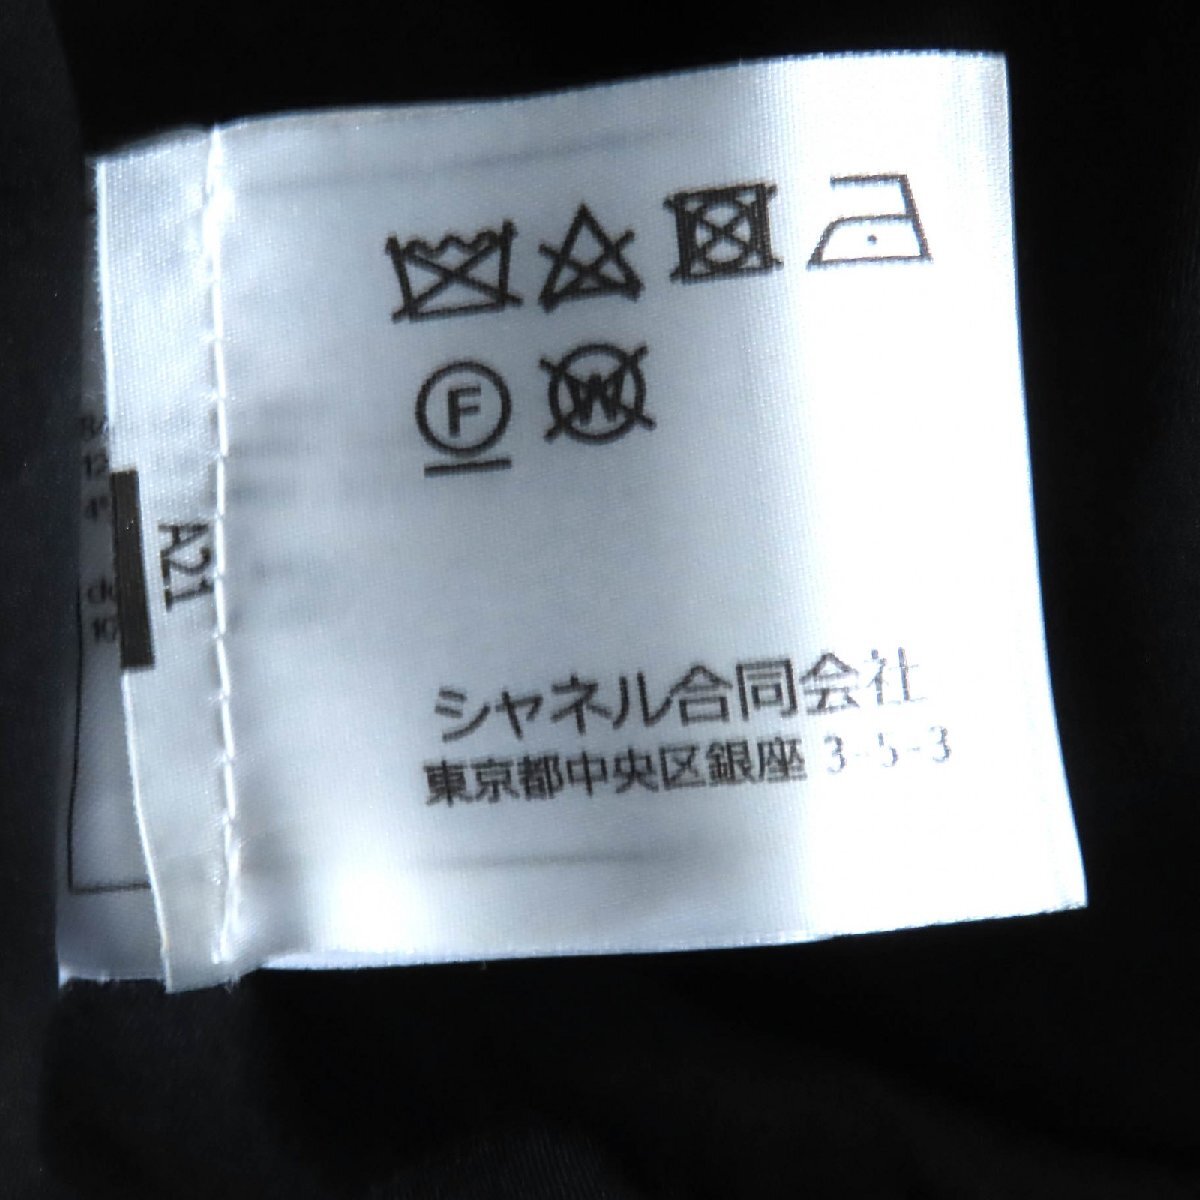 F W
シャネル合同会社
東京都中央区銀座 3-5-3
A21